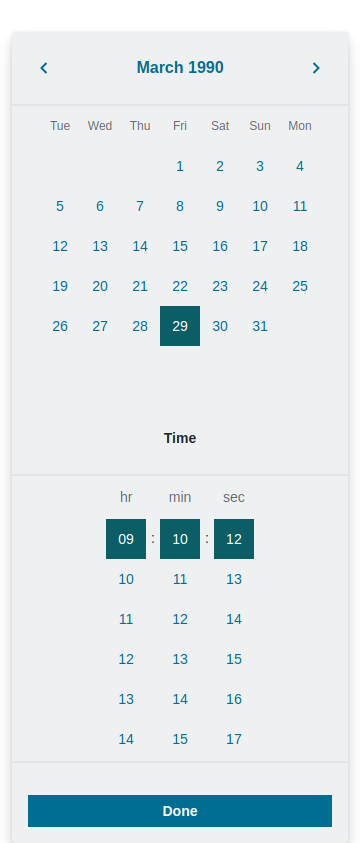 March 1990
Tue Wed Thu Fri Sat Sun Mon
1 2 3 4
5 6 7 8 9 10 11
12 13 14 15 16 17 18
19 20 21 22 23 24 25
26 27 28 29 30 31
Time
hr min sec
09 : 10 : 12
10 11 13
11 12 14
12 13 15
13 14 16
14 15 17
Done